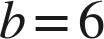 b = 6